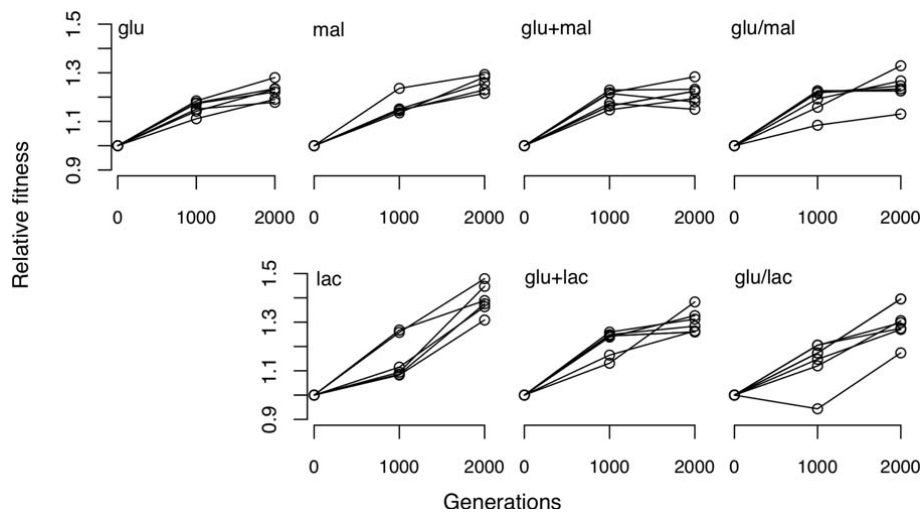 Relative fitness
glu
mal
glu+mal
glu/mal
1.5
1.3
1.1
0.9
0 1000 2000 0 1000 2000 0 1000 2000 0 1000 2000
lac
glu+lac
glu/lac
1.5
1.3
1.1
0.9
0 1000 2000 0 1000 2000 0 1000 2000
Generations